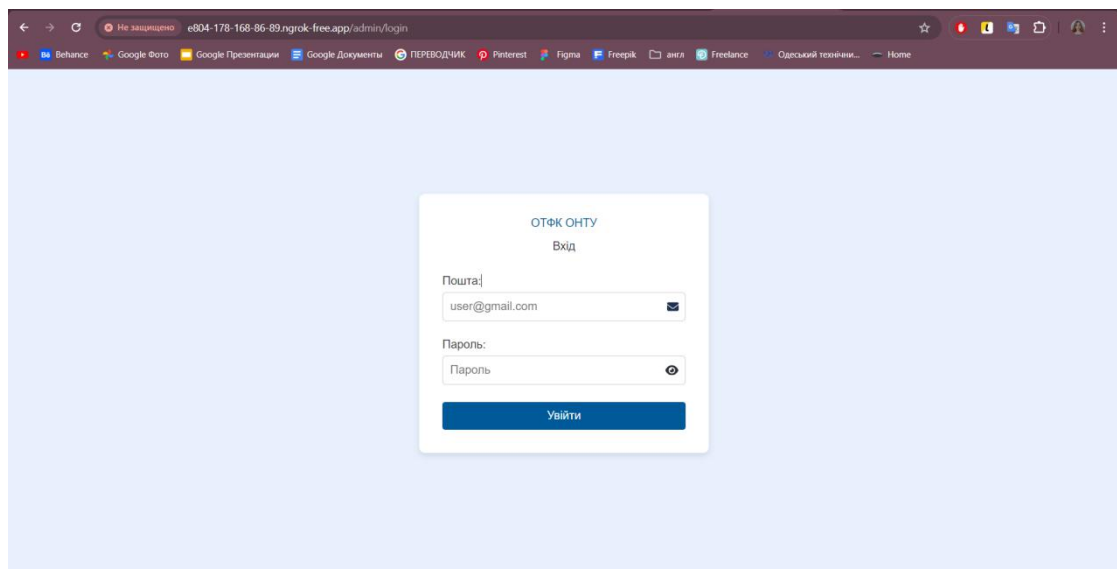 Не защищено e804-178-168-86-89.ngrok-free.app/admin/login
Bē Behance Google Фото Google Презентации Google Документы ПЕРЕВОДЧИК Pinterest Figma Freepik англ Freelance Одеський технічни... Home
ОТФК ОНТУ
Вхід
Пошта:
user@gmail.com
Пароль:
Пароль
Увійти